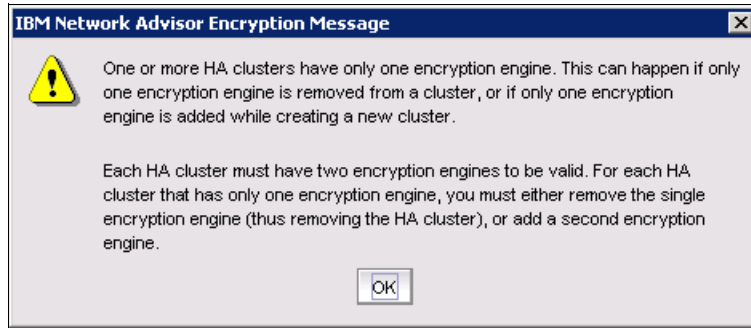 IBM Network Advisor Encryption Message
One or more HA clusters have only one encryption engine. This can happen if only
one encryption engine is removed from a cluster, or if only one encryption
engine is added while creating a new cluster.
Each HA cluster must have two encryption engines to be valid. For each HA
cluster that has only one encryption engine, you must either remove the single
encryption engine (thus removing the HA cluster), or add a second encryption
engine.
OK